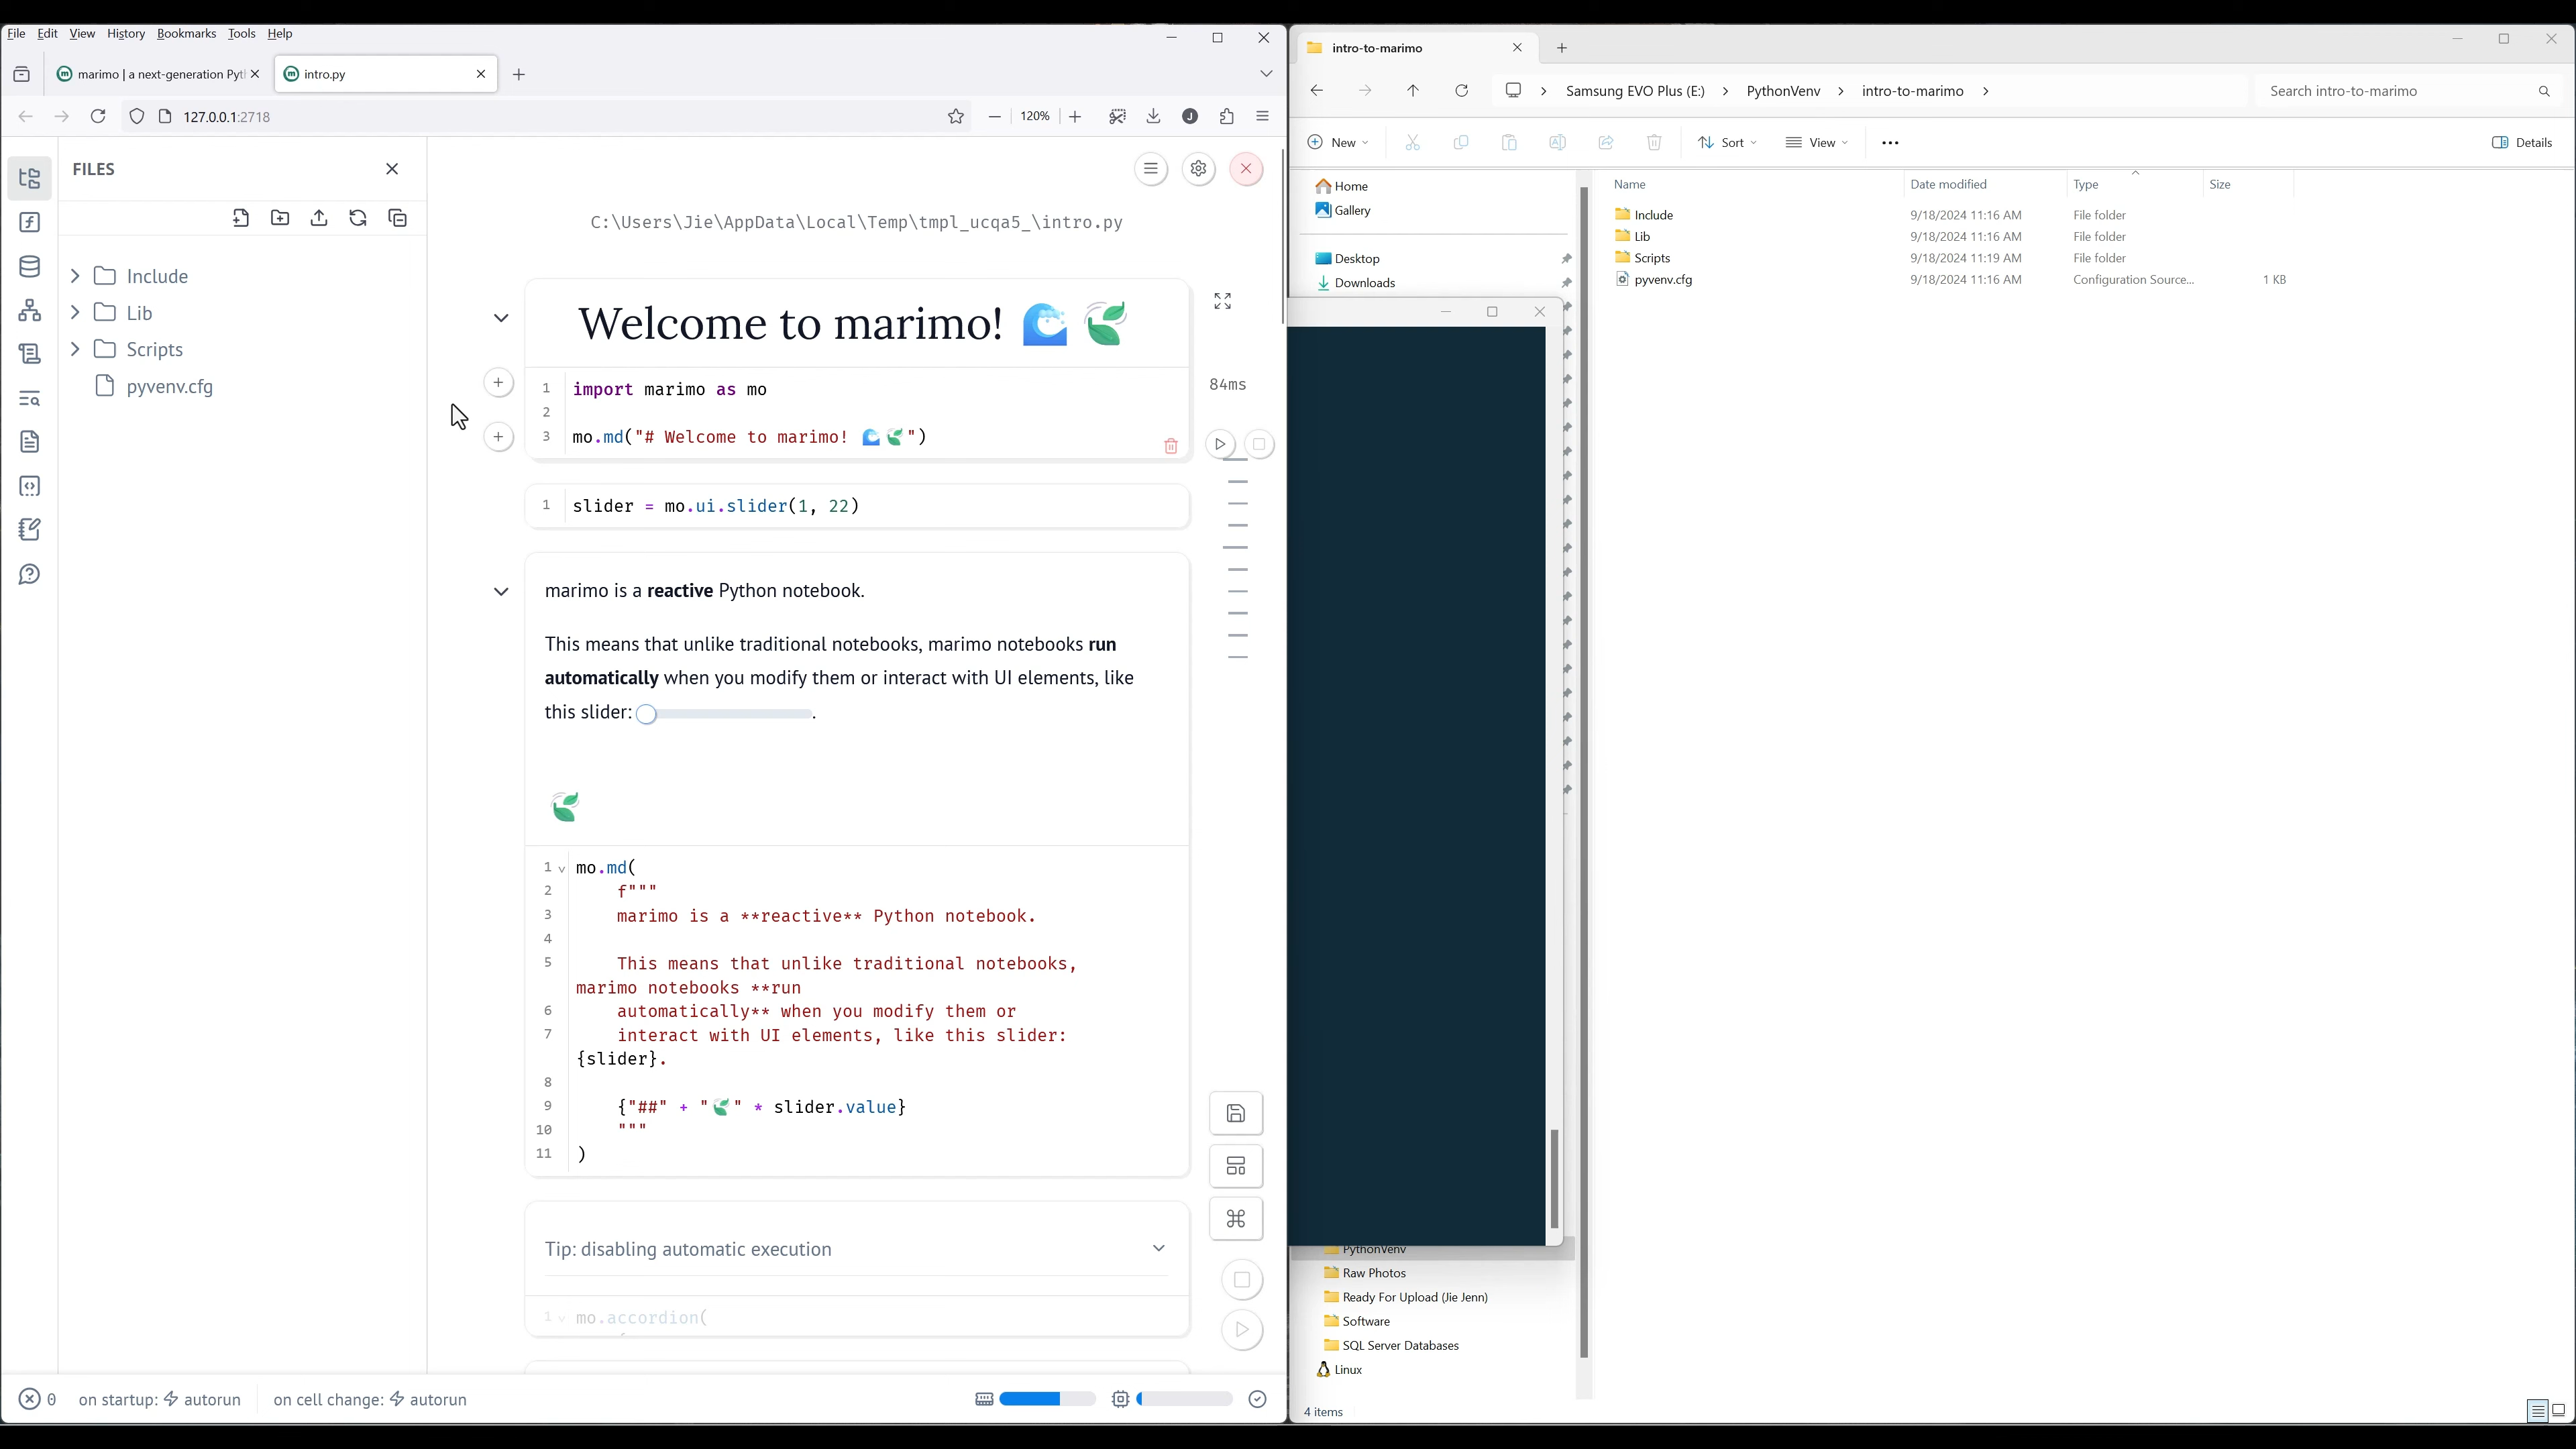 File Edit View History Bookmarks Tools Help
marimo | a next-generation Pyt
intro.py
127.0.0.1:2718
120%
J
FILES
Include
Lib
Scripts
pyvenv.cfg
C:\Users\Jie\AppData\Local\Temp\tmpl_ucqa5_\intro.py
Welcome to marimo! 🌊🍃
84ms
1 import marimo as mo
2
3 mo.md("# Welcome to marimo! 🌊🍃")
1 slider = mo.ui.slider(1, 22)
marimo is a reactive Python notebook.
This means that unlike traditional notebooks, marimo notebooks run
automatically when you modify them or interact with UI elements, like
this slider: .
🍃
1 mo.md(
2 f"""
3 marimo is a **reactive** Python notebook.
4
5 This means that unlike traditional notebooks,
marimo notebooks **run
6 automatically** when you modify them or
7 interact with UI elements, like this slider:
{slider}.
8
9 {"##" + "🍃" * slider.value}
10 """
11 )
Tip: disabling automatic execution
1 mo.accordion(
0 on startup: autorun on cell change: autorun
intro-to-marimo
Samsung EVO Plus (E:) > PythonVenv > intro-to-marimo >
Search intro-to-marimo
New Sort View ... Details
Home
Gallery
Desktop
Downloads
PythonVenv
Raw Photos
Ready For Upload (Jie Jenn)
Software
SQL Server Databases
Linux
Name Date modified Type Size
Include 9/18/2024 11:16 AM File folder
Lib 9/18/2024 11:16 AM File folder
Scripts 9/18/2024 11:19 AM File folder
pyvenv.cfg 9/18/2024 11:16 AM Configuration Source... 1 KB
4 items